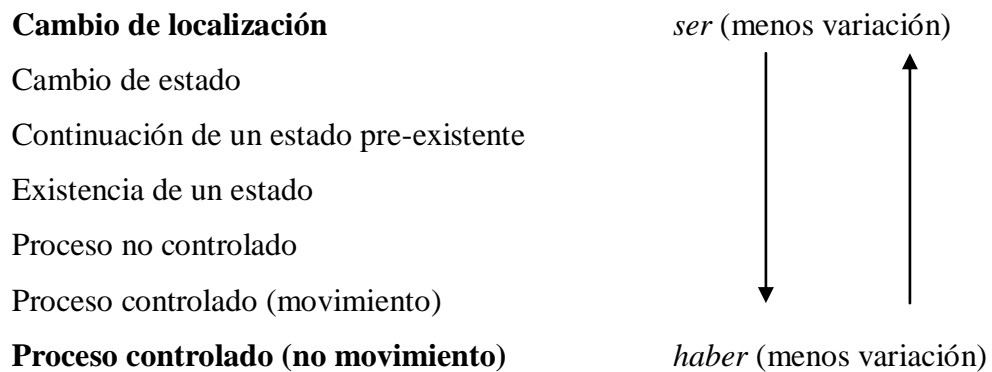 Cambio de localización ser (menos variación)
Cambio de estado
Continuación de un estado pre-existente
Existencia de un estado
Proceso no controlado
Proceso controlado (movimiento)
Proceso controlado (no movimiento) haber (menos variación)